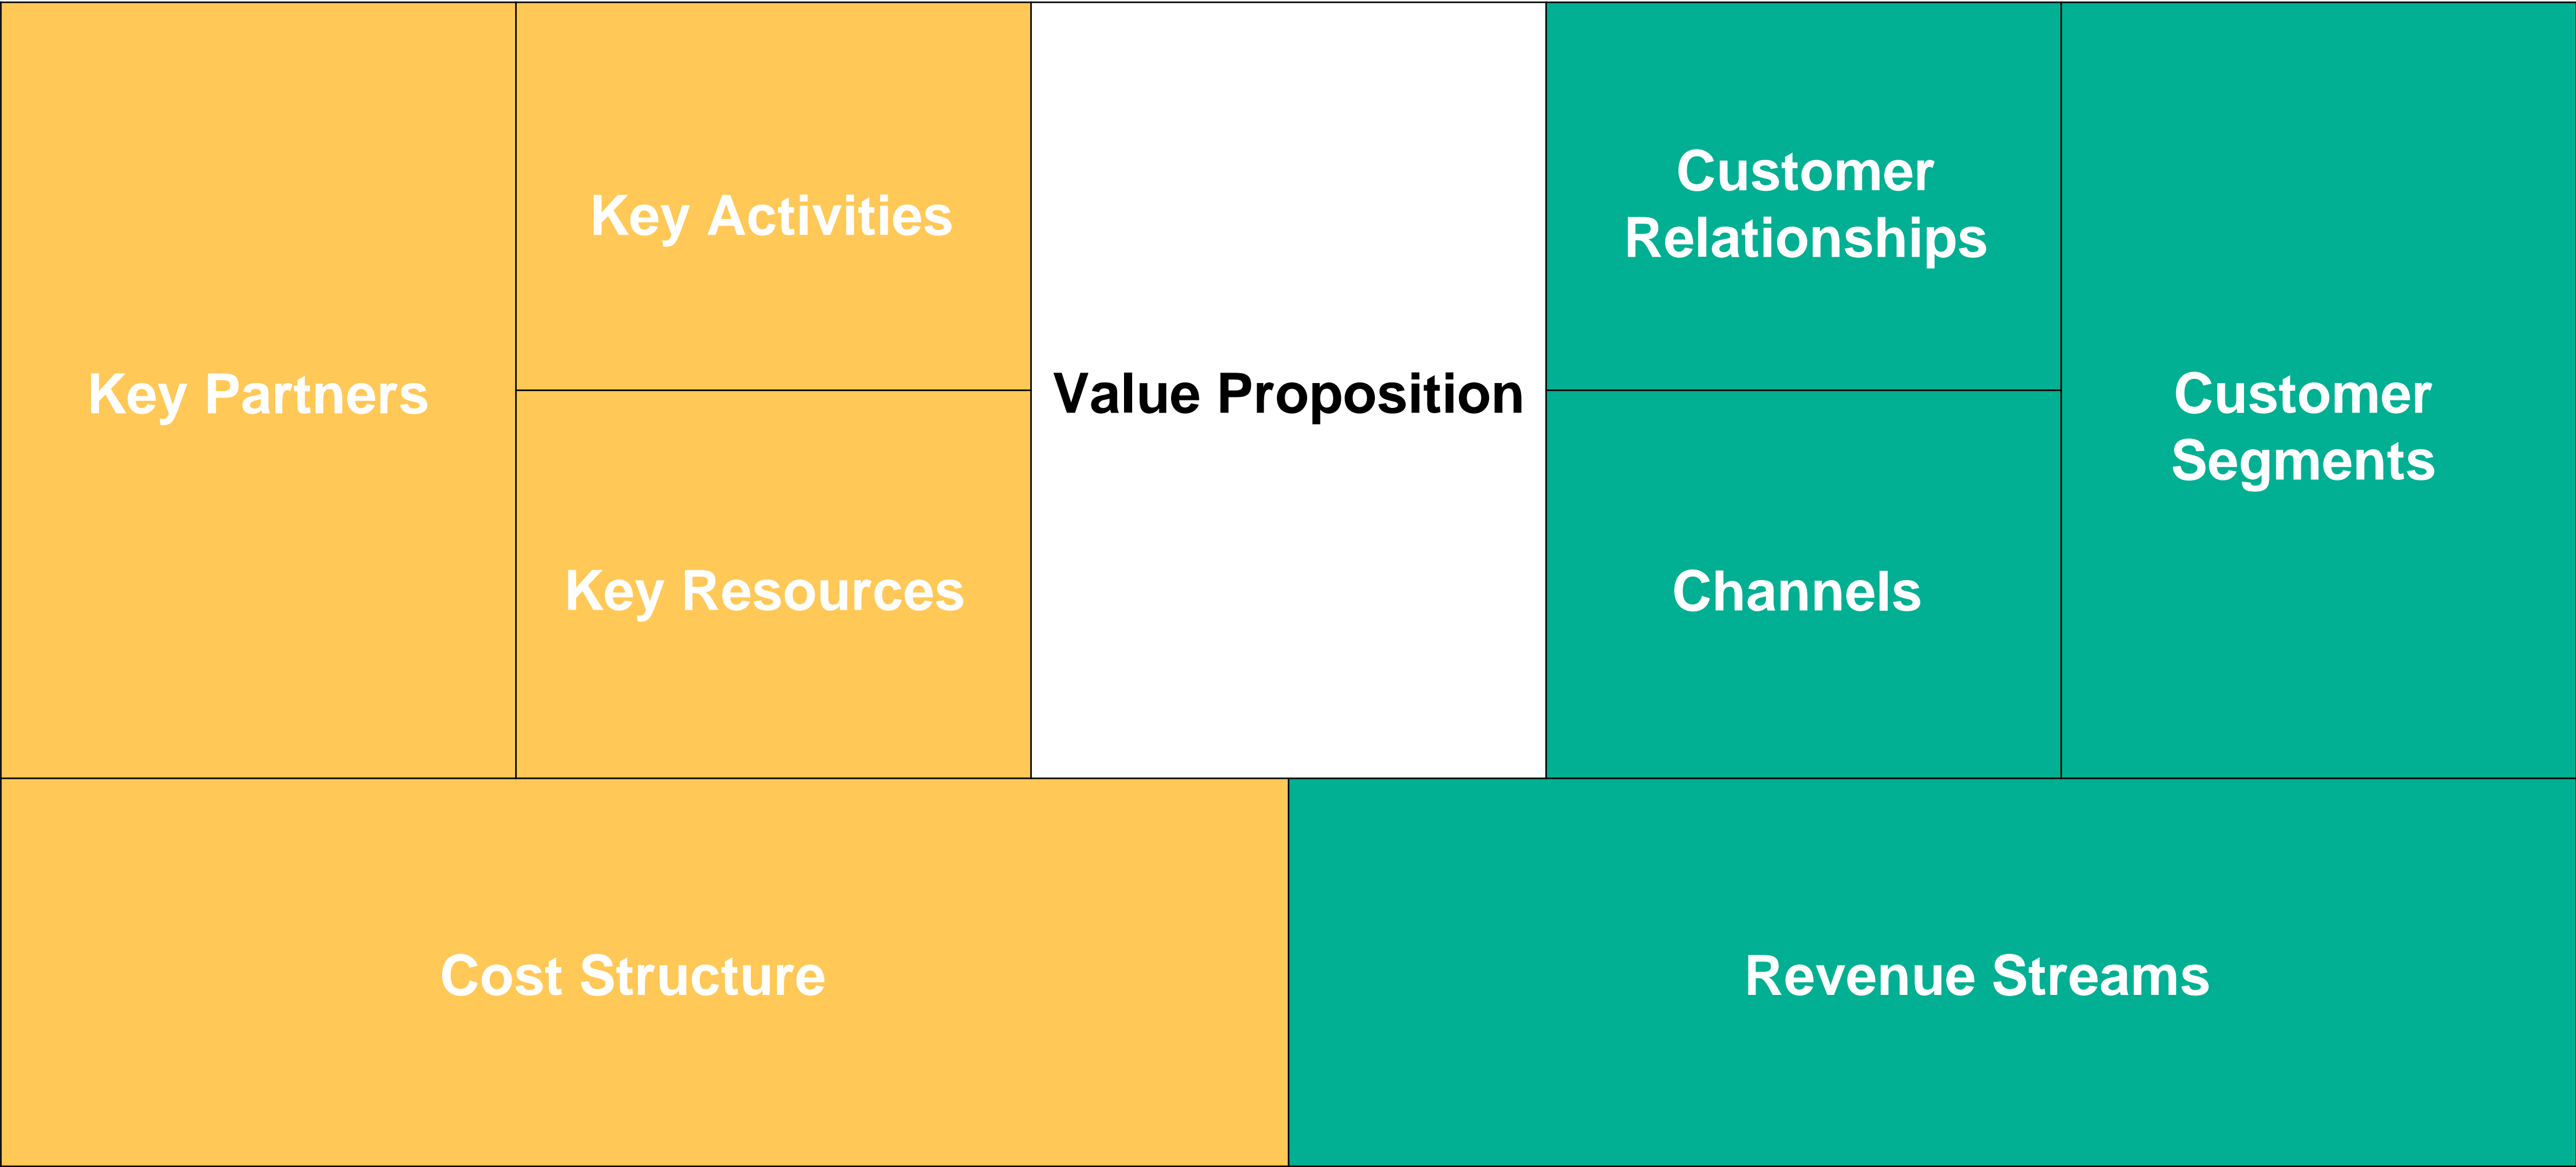 Key Partners
Key Activities
Key Resources
Value Proposition
Customer
Relationships
Channels
Customer
Segments
Cost Structure
Revenue Streams